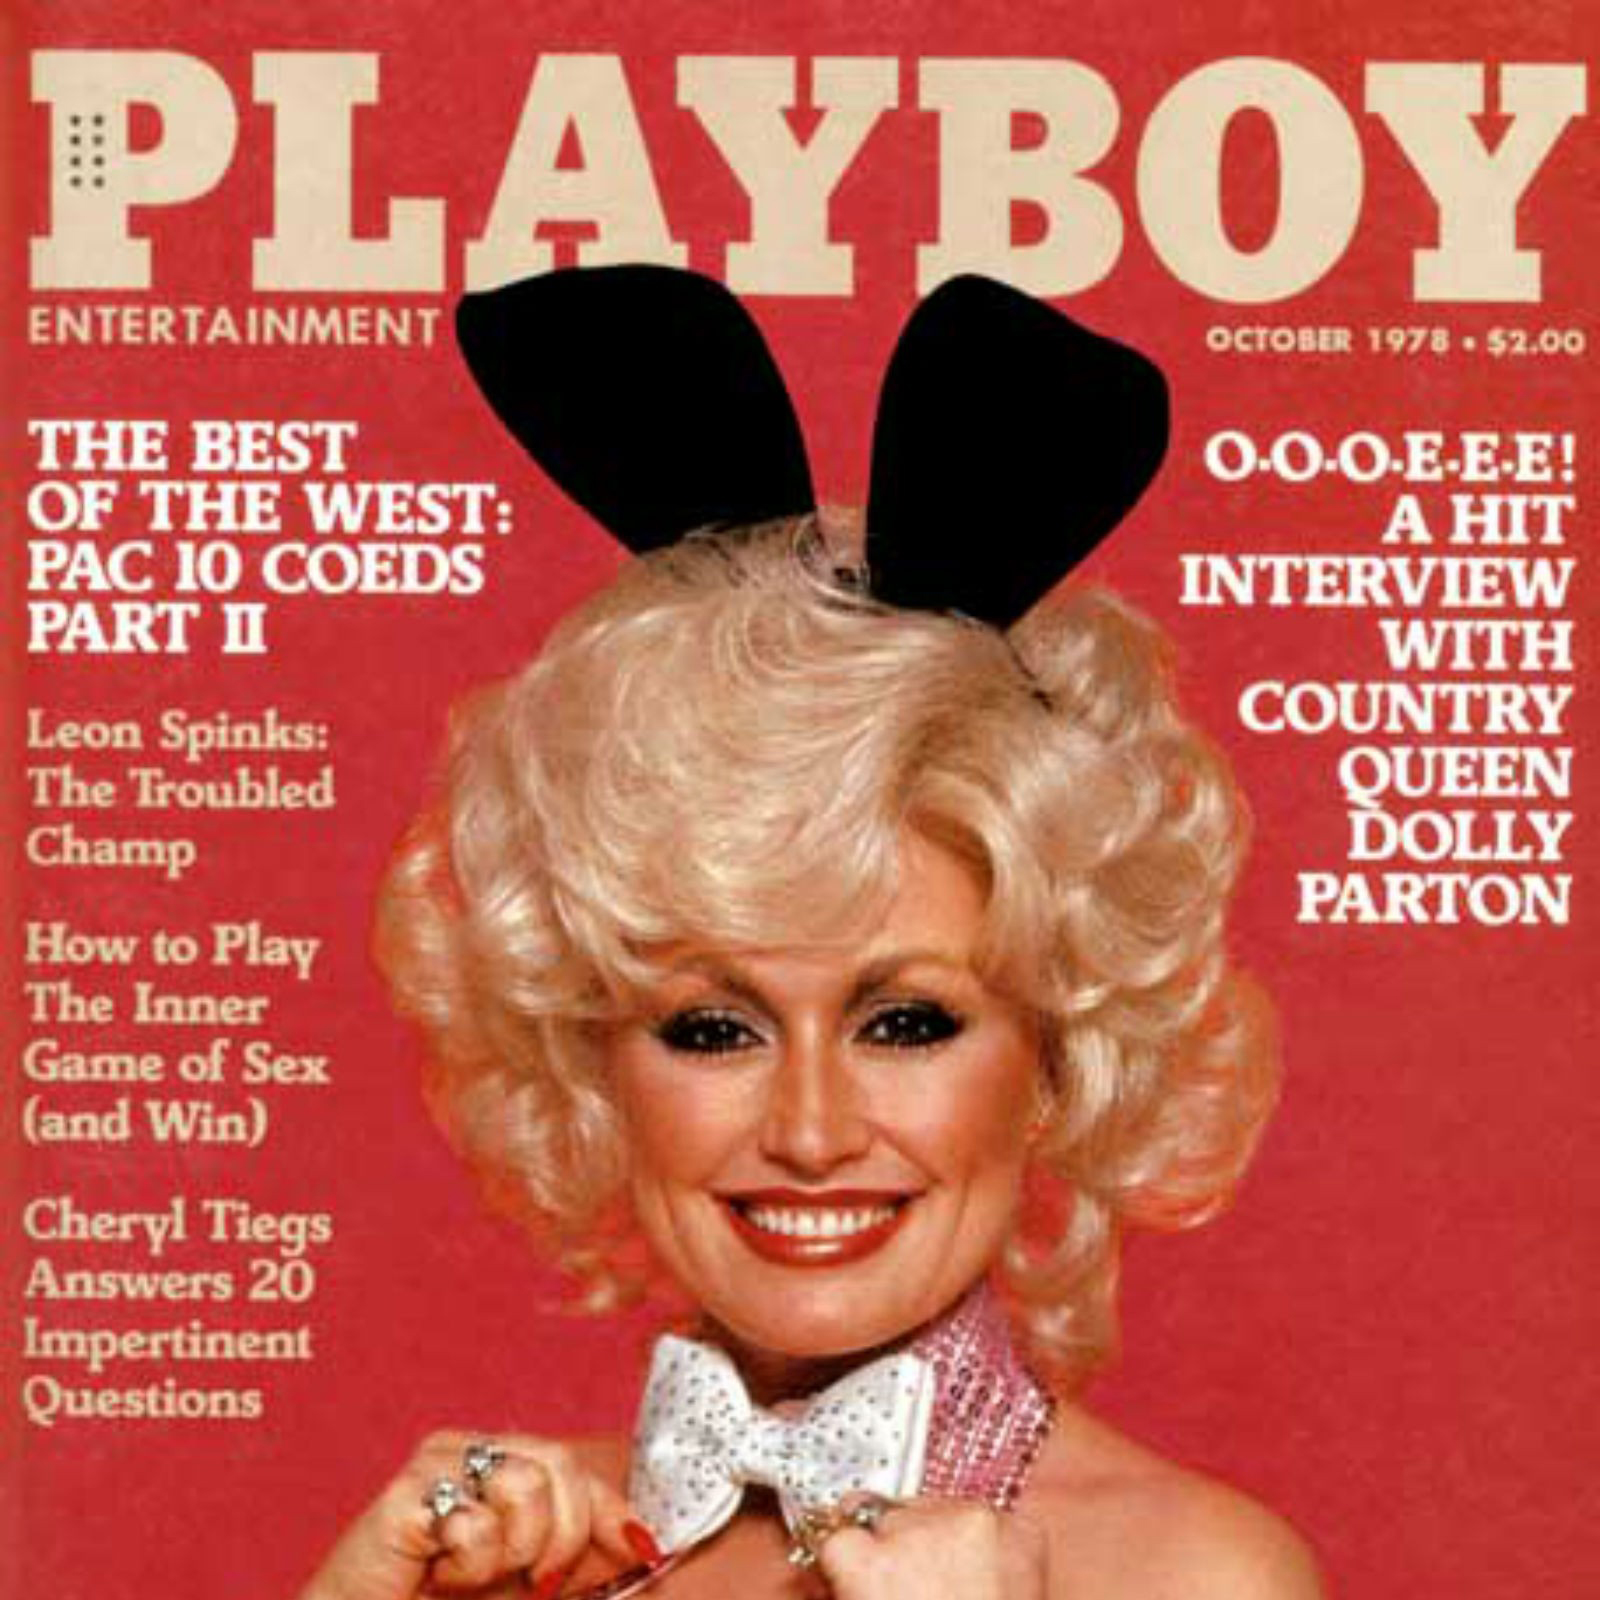 PLAYBOY
ENTERTAINMENT
OCTOBER 1978 • $2.00
THE BEST
OF THE WEST:
PAC 10 COEDS
PART II
Leon Spinks:
The Troubled
Champ
How to Play
The Inner
Game of Sex
(and Win)
Cheryl Tiegs
Answers 20
Impertinent
Questions
O-O-O-E-E-E!
A HIT
INTERVIEW
WITH
COUNTRY
QUEEN
DOLLY
PARTON